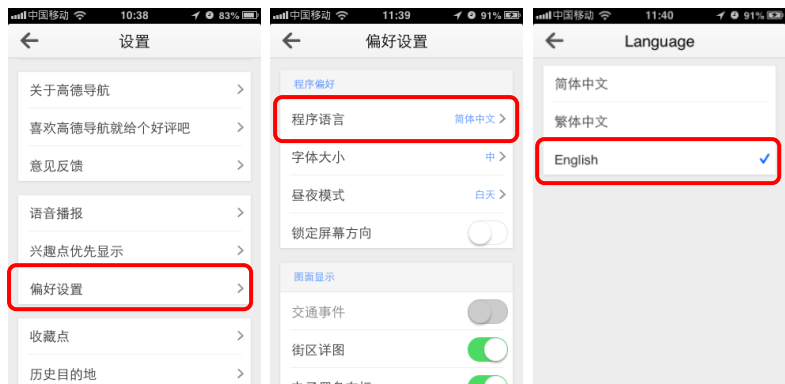 中国移动 10:38 83%
设置
关于高德导航
喜欢高德导航就给个好评吧
意见反馈
语音播报
兴趣点优先显示
偏好设置
收藏点
历史目的地
中国移动 11:39 91%
偏好设置
程序偏好
程序语言 简体中文
字体大小 中
昼夜模式 白天
锁定屏幕方向
图面显示
交通事件
街区详图
中国移动 11:40 91%
Language
简体中文
繁体中文
English